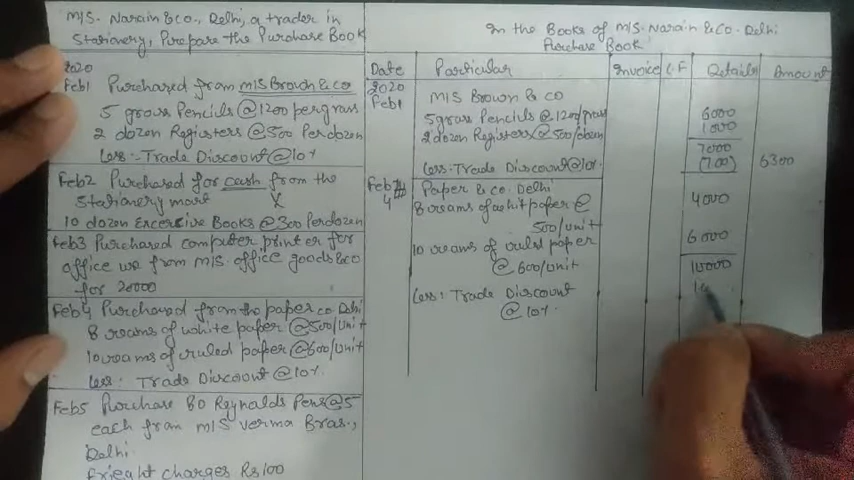 M/S. Narain & co., Delhi, a trader in
Stationery, Prepare the Purchase Book
2020
Feb1 Purchased from M/S Brown & co
5 gross Pencils @ 1200 per gross
2 dozen Registers @ 500 Per dozen
Less :- Trade Discount @ 10%
Feb2 Purchased for cash from the
Stationery mart X
10 dozen Excersive Books @ 300 Per dozen
Feb3 Purchased computer printer for
office use from M/S. office goods & co
for 20000
Feb4 Purchased from the paper co Delhi
8 reams of white paper @ 500/Unit
10 reams of ruled paper @ 600/Unit
Less : Trade Discount @ 10%
Feb5 Purchase 80 Reynalds Pens @ 5
each from M/S Verma Bras.,
Delhi.
frieght charges Rs 100
In the Books of M/S. Narain & Co. Delhi
Purchase Book
Date Particular Invoice L.F Details Amount
2020
Feb1 M/S Brown & CO
5 gross Pencils @ 1200/gross 6000
2 dozen Registers @ 500/dozen 1000
7000
Less :- Trade Discount @ 10% (700) 6300
Feb 4 Paper & co. Delhi
8 reams of whit paper @ 4000
500/unit
10 reams of ruled paper 6000
@ 600/unit
10000
Less : Trade Discount
@ 10%